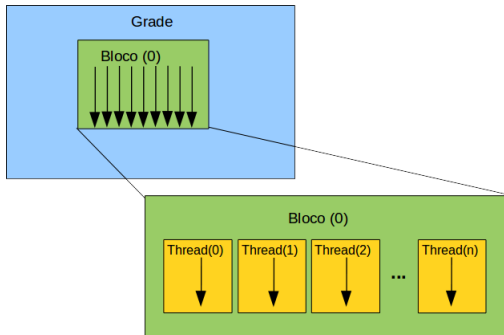 Grade
Bloco (0)
Bloco (0)
Thread(0)
Thread(1)
Thread(2)
...
Thread(n)